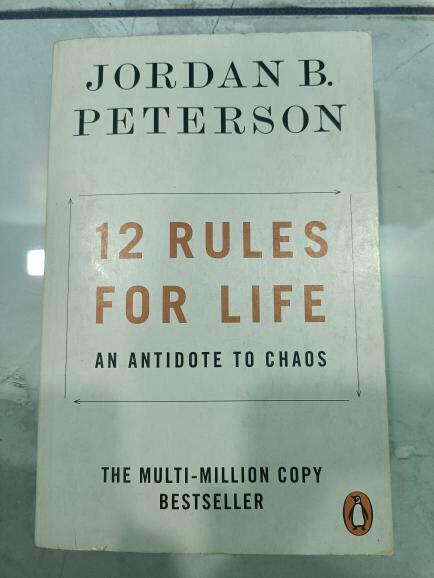 JORDAN B.
PETERSON
12 RULES
FOR LIFE
AN ANTIDOTE TO CHAOS
THE MULTI-MILLION COPY
BESTSELLER